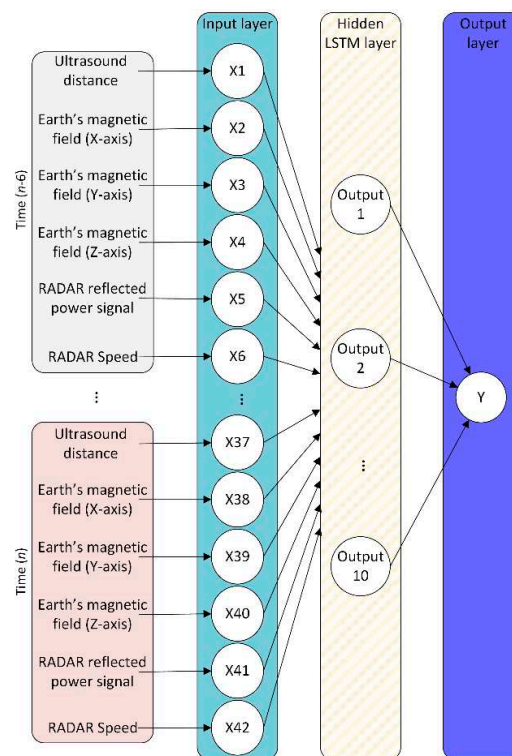 Input layer
Hidden
LSTM layer
Output
layer
Time (n-6)
Ultrasound
distance
X1
Earth's magnetic
field (X-axis)
X2
Earth's magnetic
field (Y-axis)
X3
Earth's magnetic
field (Z-axis)
X4
RADAR reflected
power signal
X5
RADAR Speed
X6
Output
1
Output
2
...
Output
10
Y
...
...
Time (n)
Ultrasound
distance
X37
Earth's magnetic
field (X-axis)
X38
Earth's magnetic
field (Y-axis)
X39
Earth's magnetic
field (Z-axis)
X40
RADAR reflected
power signal
X41
RADAR Speed
X42